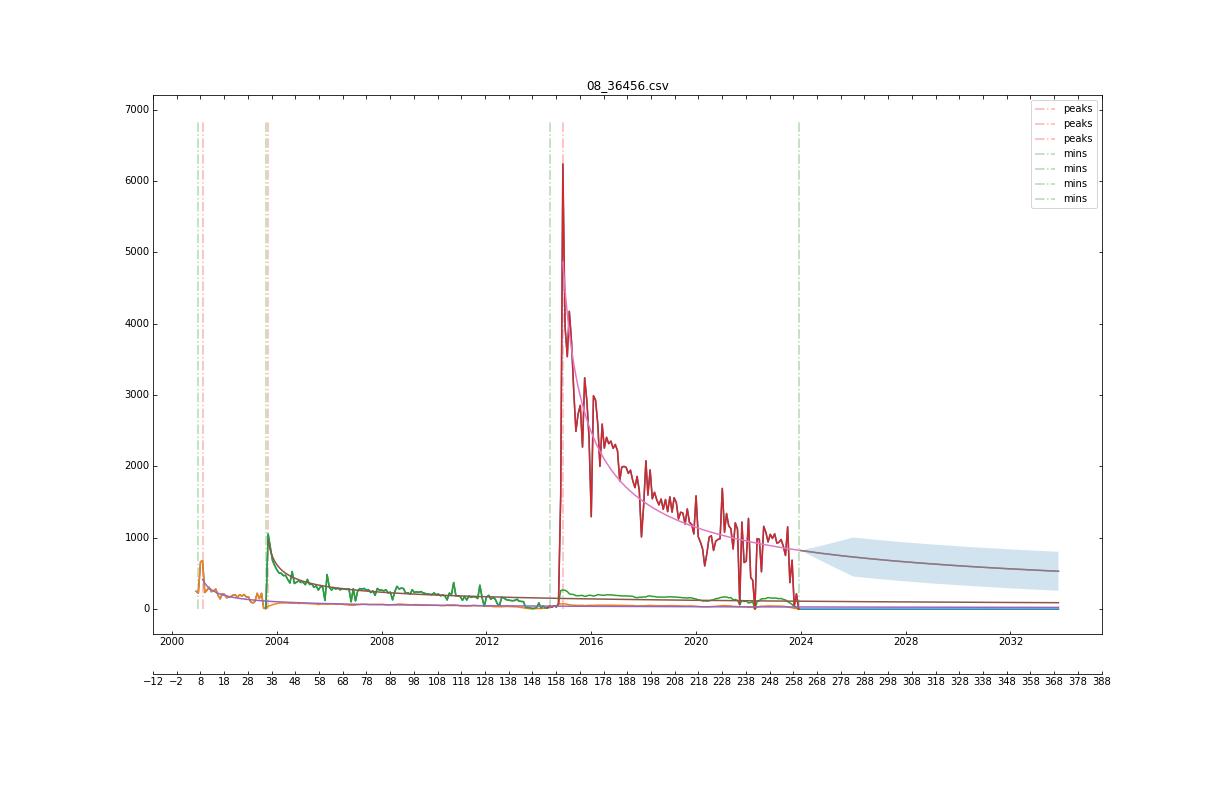 08_36456.csv
7000
6000
5000
4000
3000
2000
1000
0
peaks
peaks
peaks
mins
mins
mins
mins
2000 2004 2008 2012 2016 2020 2024 2028 2032
−12 −2 8 18 28 38 48 58 68 78 88 98 108 118 128 138 148 158 168 178 188 198 208 218 228 238 248 258 268 278 288 298 308 318 328 338 348 358 368 378 388